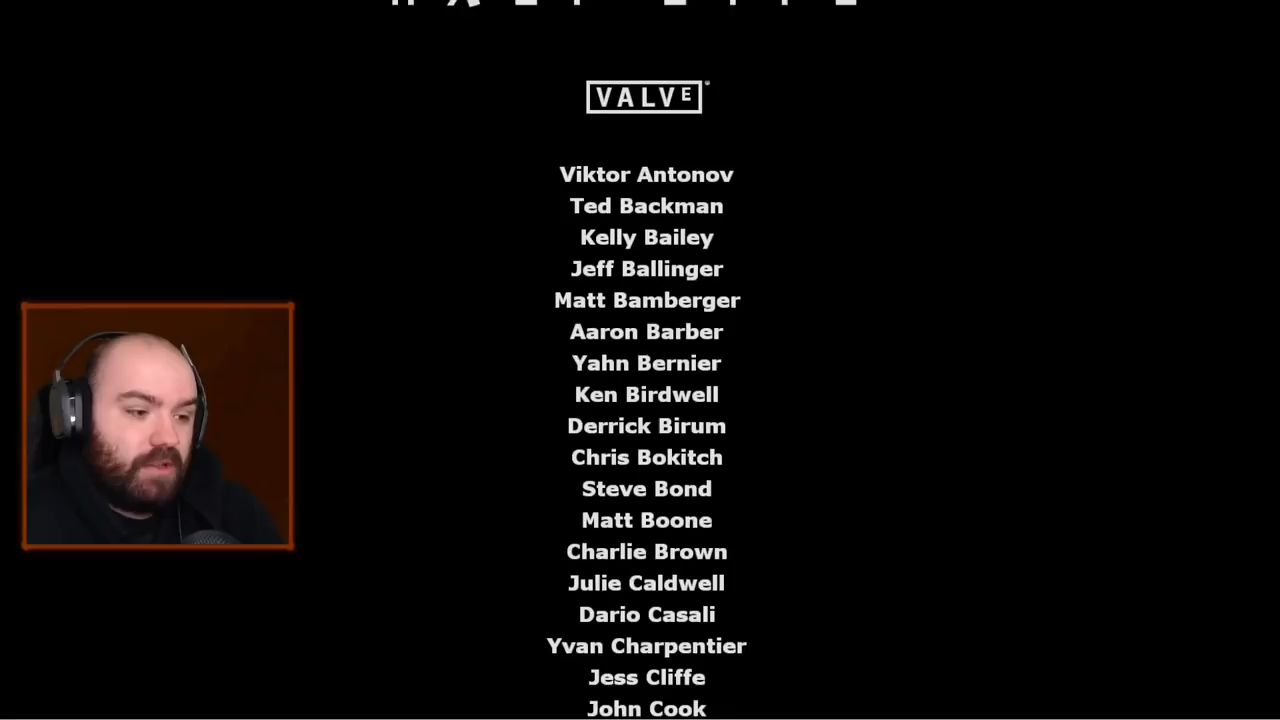 VALVE
Viktor Antonov
Ted Backman
Kelly Bailey
Jeff Ballinger
Matt Bamberger
Aaron Barber
Yahn Bernier
Ken Birdwell
Derrick Birum
Chris Bokitch
Steve Bond
Matt Boone
Charlie Brown
Julie Caldwell
Dario Casali
Yvan Charpentier
Jess Cliffe
John Cook